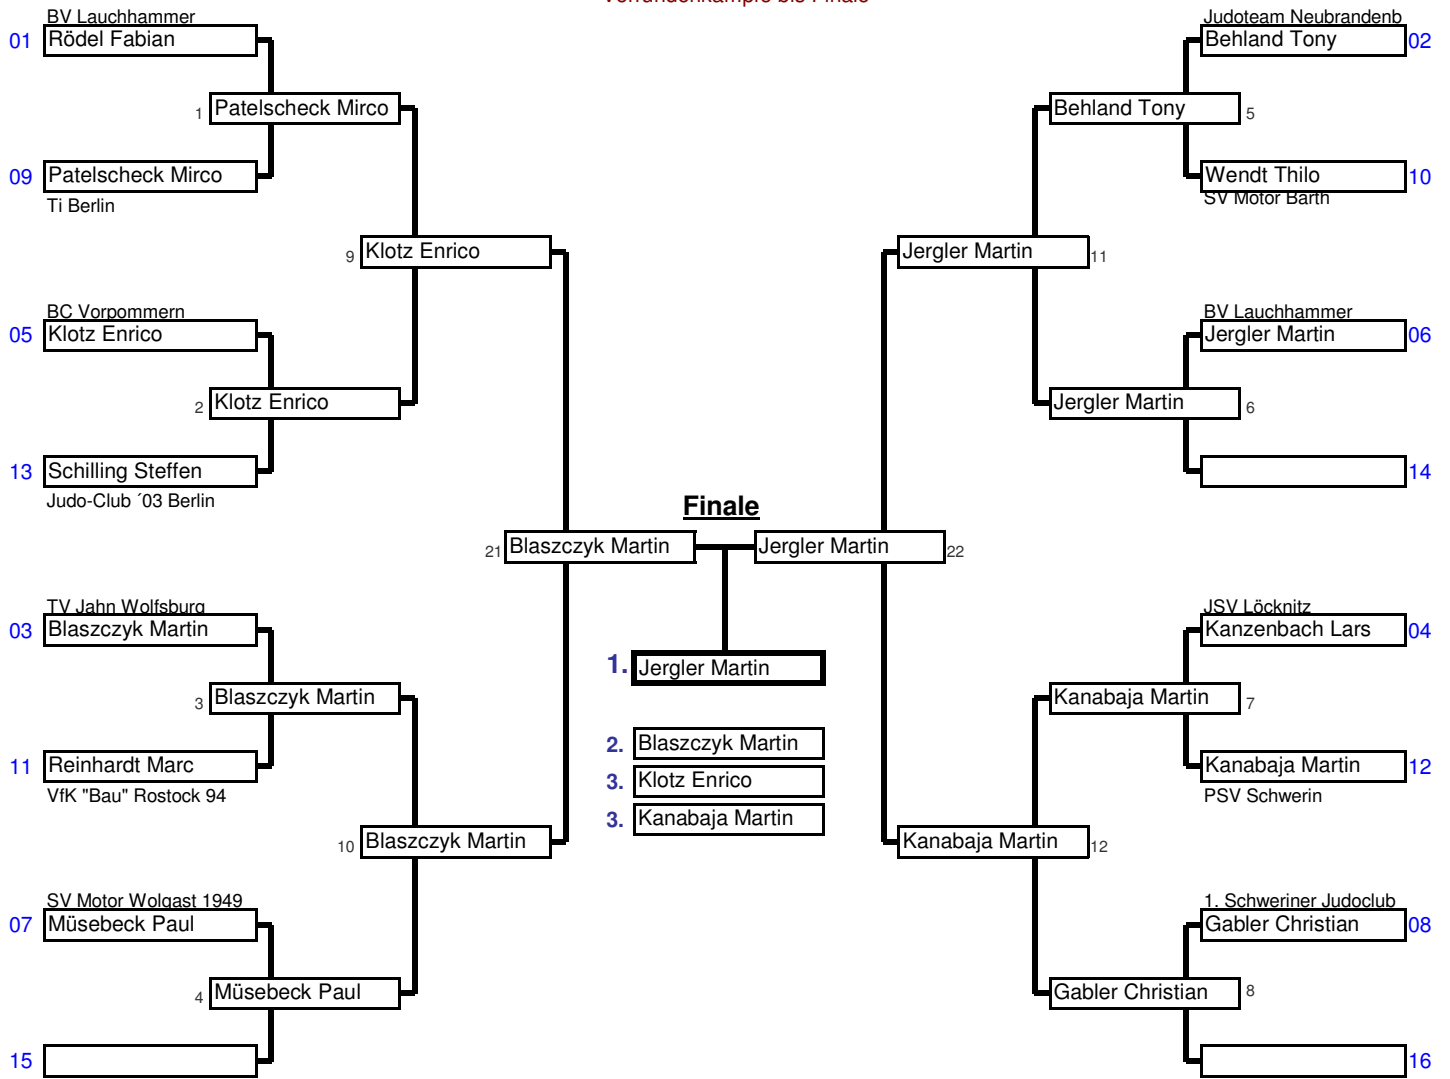 Vorrundenkämpfe bis Finale
BV Lauchhammer
01 Rödel Fabian
1 Patelscheck Mirco
09 Patelscheck Mirco
Ti Berlin
9 Klotz Enrico
BC Vorpommern
05 Klotz Enrico
2 Klotz Enrico
13 Schilling Steffen
Judo-Club ´03 Berlin
21 Blaszczyk Martin
TV Jahn Wolfsburg
03 Blaszczyk Martin
3 Blaszczyk Martin
11 Reinhardt Marc
VfK "Bau" Rostock 94
10 Blaszczyk Martin
SV Motor Wolgast 1949
07 Müsebeck Paul
4 Müsebeck Paul
15
Finale
1. Jergler Martin
2. Blaszczyk Martin
3. Klotz Enrico
3. Kanabaja Martin
Judoteam Neubrandenb
Behland Tony 02
Behland Tony 5
Wendt Thilo 10
SV Motor Barth
Jergler Martin 11
BV Lauchhammer
Jergler Martin 06
Jergler Martin 6
14
Jergler Martin 22
JSV Löcknitz
Kanzenbach Lars 04
Kanabaja Martin 7
Kanabaja Martin 12
PSV Schwerin
Kanabaja Martin 12
1. Schweriner Judoclub
Gabler Christian 08
Gabler Christian 8
16